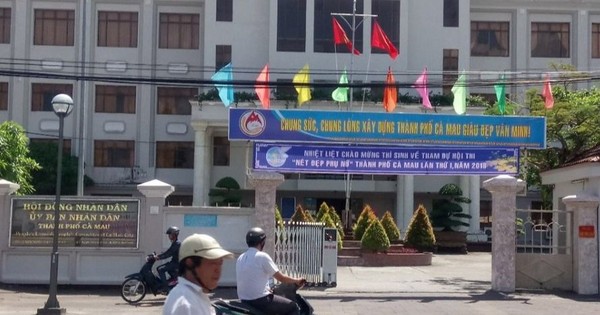 CHUNG SỨC, CHUNG LÒNG XÂY DỰNG THÀNH PHỐ CÀ MAU GIÀU ĐẸP VĂN MINH!
NHIỆT LIỆT CHÀO MỪNG THÍ SINH VỀ THAM DỰ HỘI THI
"NÉT ĐẸP PHỤ NỮ" THÀNH PHỐ CÀ MAU LẦN THỨ I, NĂM 2018
HỘI ĐỒNG NHÂN DÂN
ỦY BAN NHÂN DÂN
THÀNH PHỐ CÀ MAU